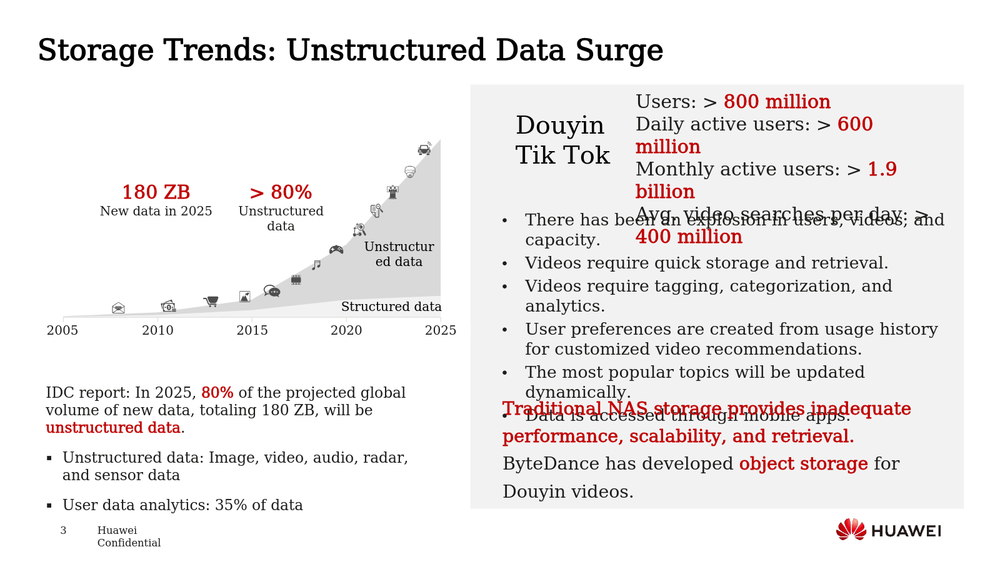 Storage Trends: Unstructured Data Surge
180 ZB
New data in 2025
> 80%
Unstructured
data
Unstructur
ed data
Structured data
2005
2010
2015
2020
2025
IDC report: In 2025, 80% of the projected global
volume of new data, totaling 180 ZB, will be
unstructured data.
▪ Unstructured data: Image, video, audio, radar,
and sensor data
▪ User data analytics: 35% of data
Douyin
Tik Tok
Users: > 800 million
Daily active users: > 600
million
Monthly active users: > 1.9
billion
Avg. video searches per day: >
400 million
• There has been an explosion in users, videos, and
capacity.
• Videos require quick storage and retrieval.
• Videos require tagging, categorization, and
analytics.
• User preferences are created from usage history
for customized video recommendations.
• The most popular topics will be updated
dynamically.
• Data is accessed through mobile apps.
Traditional NAS storage provides inadequate
performance, scalability, and retrieval.
ByteDance has developed object storage for
Douyin videos.
3
Huawei
Confidential
HUAWEI